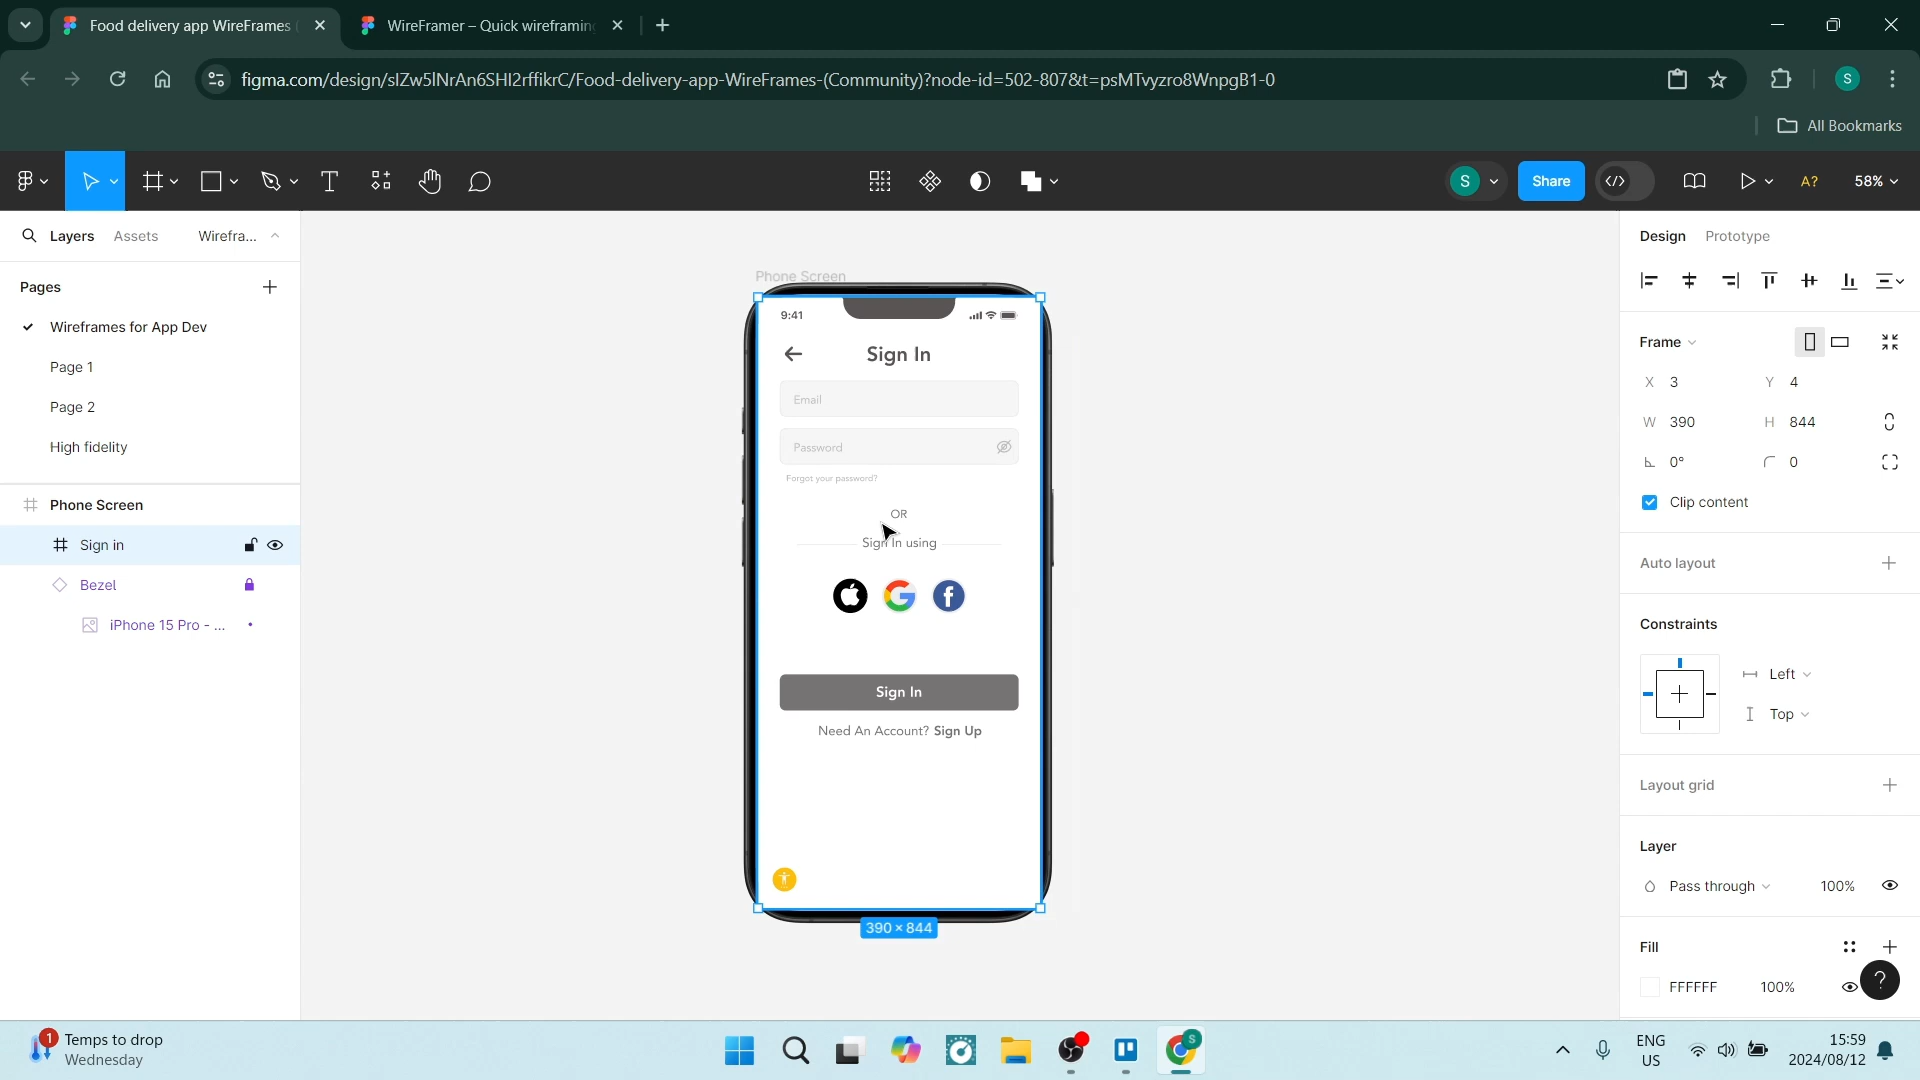 Food delivery app WireFrames (
WireFramer – Quick wireframing
figma.com/design/sIZw5lNrAn6SHI2rffikrC/Food-delivery-app-WireFrames-(Community)?node-id=502-807&t=psMTvyzro8WnpgB1-0
S
All Bookmarks
S
Share
A?
58%
Layers
Assets
Wirefra...
Design
Prototype
Pages
Wireframes for App Dev
Page 1
Page 2
High fidelity
Phone Screen
Sign in
Bezel
iPhone 15 Pro - ...
Phone Screen
9:41
Sign In
Email
Password
Forgot your password?
OR
Sign In using
Sign In
Need An Account? Sign Up
390 × 844
Frame
X 3
Y 4
W 390
H 844
0°
0
Clip content
Auto layout
Constraints
Left
Top
Layout grid
Layer
Pass through
100%
Fill
FFFFFF
100%
?
1
Temps to drop
Wednesday
S
ENG
US
15:59
2024/08/12